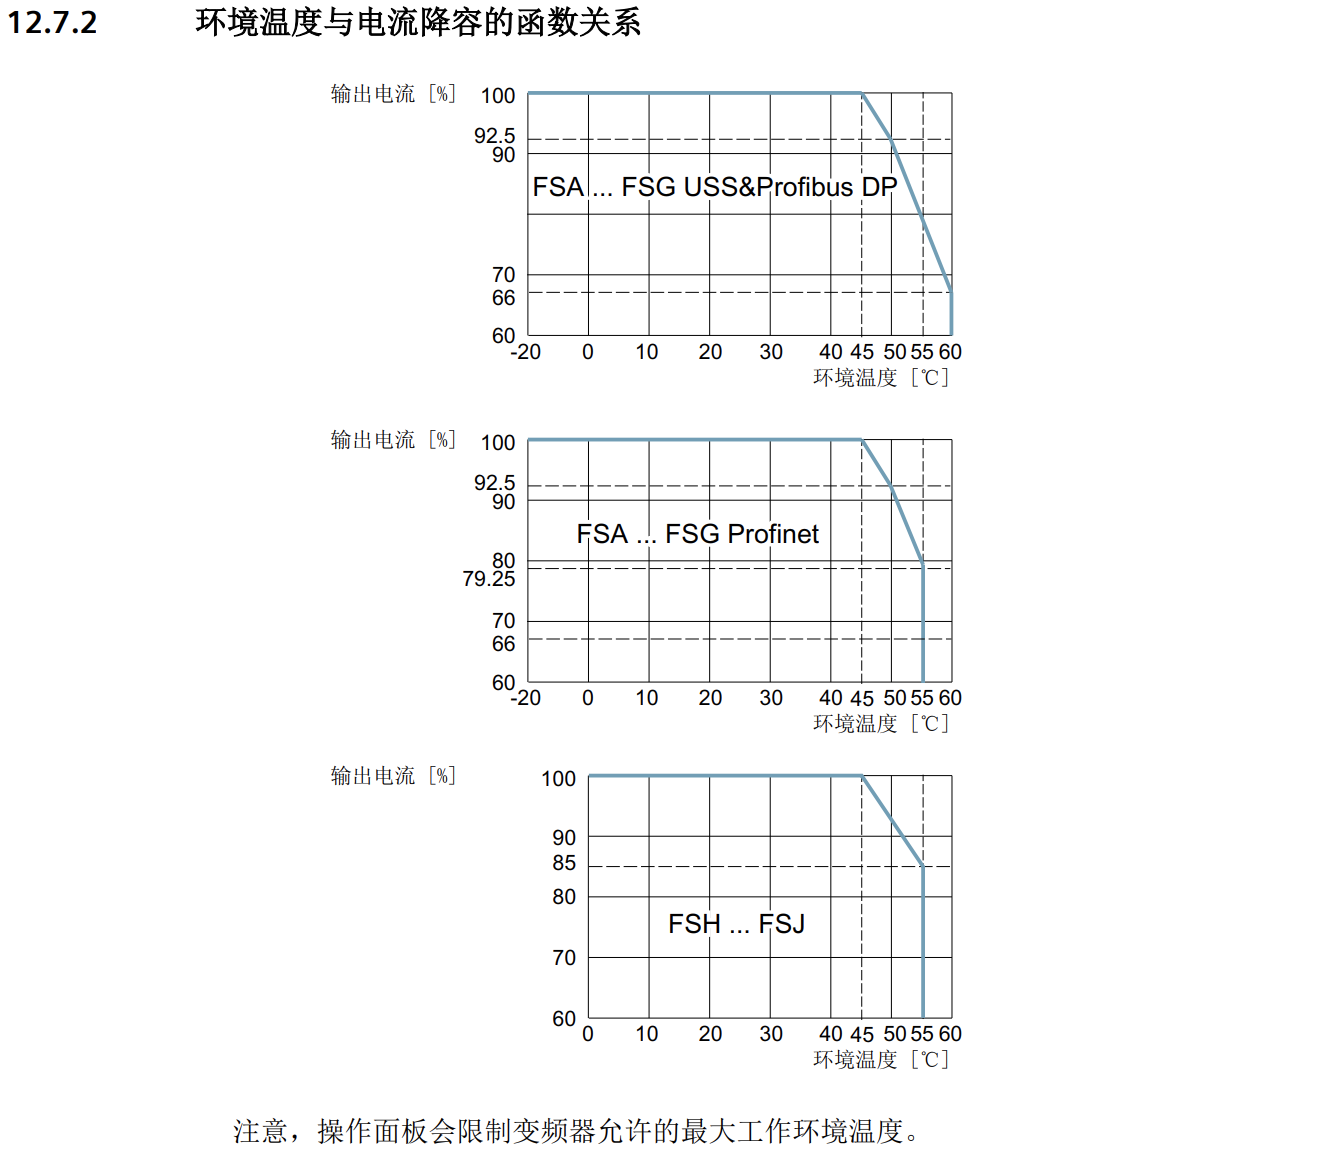 12.7.2 环境温度与电流降容的函数关系
输出电流 [%] 100
92.5
90
FSA ... FSG USS&Profibus DP
70
66
60
-20 0 10 20 30 40 45 50 55 60
环境温度 [℃]
输出电流 [%] 100
92.5
90
FSA ... FSG Profinet
80
79.25
70
66
60
-20 0 10 20 30 40 45 50 55 60
环境温度 [℃]
输出电流 [%] 100
90
85
80
FSH ... FSJ
70
60
0 10 20 30 40 45 50 55 60
环境温度 [℃]
注意，操作面板会限制变频器允许的最大工作环境温度。